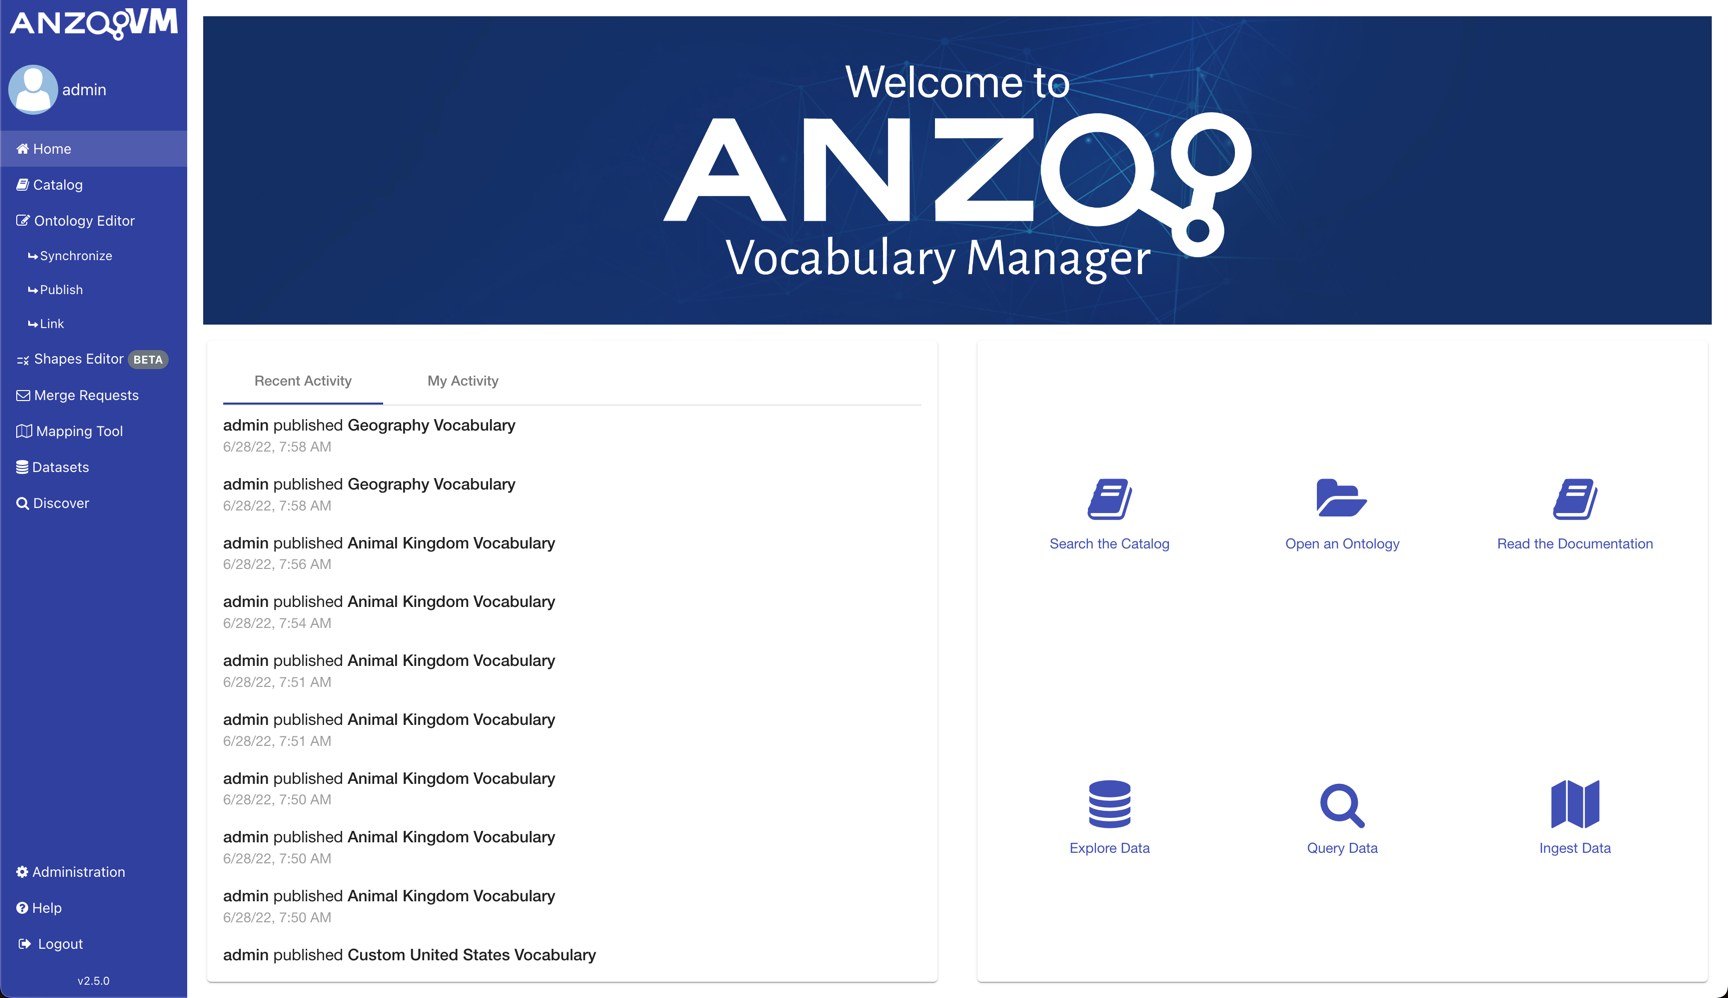 ANZO VM
admin
Home
Catalog
Ontology Editor
Synchronize
Publish
Link
Shapes Editor BETA
Merge Requests
Mapping Tool
Datasets
Discover
Administration
Help
Logout
v2.5.0
Welcome to
ANZO
Vocabulary Manager
Recent Activity My Activity
admin published Geography Vocabulary
6/28/22, 7:58 AM
admin published Geography Vocabulary
6/28/22, 7:58 AM
admin published Animal Kingdom Vocabulary
6/28/22, 7:56 AM
admin published Animal Kingdom Vocabulary
6/28/22, 7:54 AM
admin published Animal Kingdom Vocabulary
6/28/22, 7:51 AM
admin published Animal Kingdom Vocabulary
6/28/22, 7:51 AM
admin published Animal Kingdom Vocabulary
6/28/22, 7:50 AM
admin published Animal Kingdom Vocabulary
6/28/22, 7:50 AM
admin published Animal Kingdom Vocabulary
6/28/22, 7:50 AM
admin published Custom United States Vocabulary
Search the Catalog
Open an Ontology
Read the Documentation
Explore Data
Query Data
Ingest Data